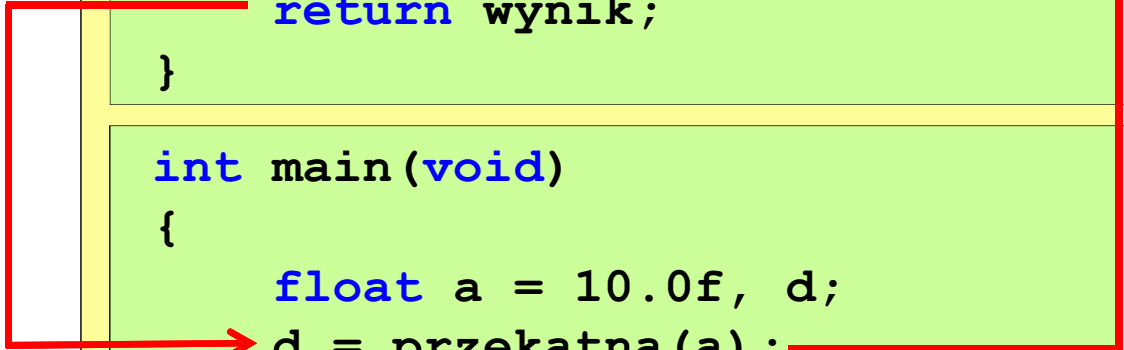 return wynik;
}
int main(void)
{
float a = 10.0f, d;
d = przekatna(a);